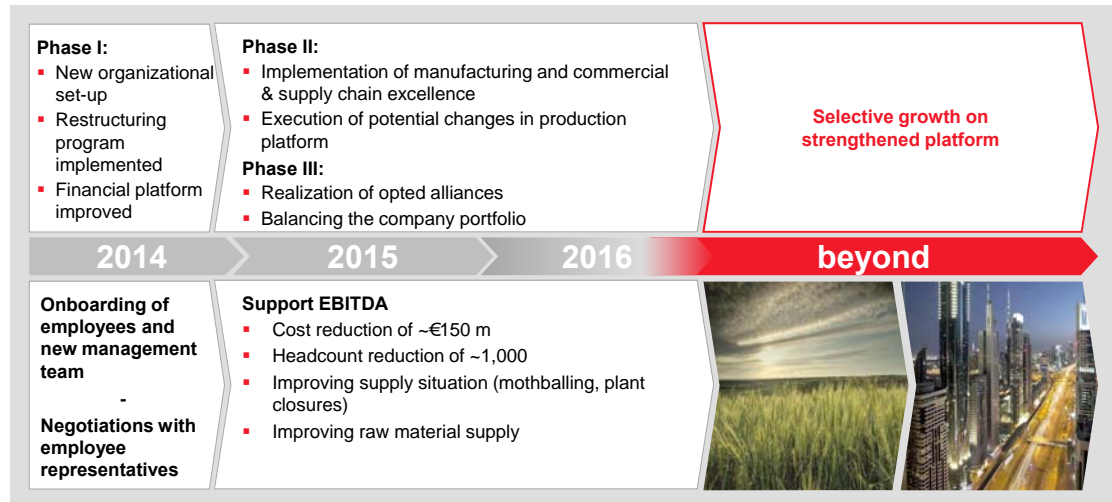 Phase I:
▪ New organizational
set-up
▪ Restructuring
program
implemented
▪ Financial platform
improved
Phase II:
▪ Implementation of manufacturing and commercial
& supply chain excellence
▪ Execution of potential changes in production
platform
Phase III:
▪ Realization of opted alliances
▪ Balancing the company portfolio
Selective growth on
strengthened platform
2014
2015
2016
beyond
Onboarding of
employees and
new management
team
-
Negotiations with
employee
representatives
Support EBITDA
▪ Cost reduction of ~€150 m
▪ Headcount reduction of ~1,000
▪ Improving supply situation (mothballing, plant
closures)
▪ Improving raw material supply